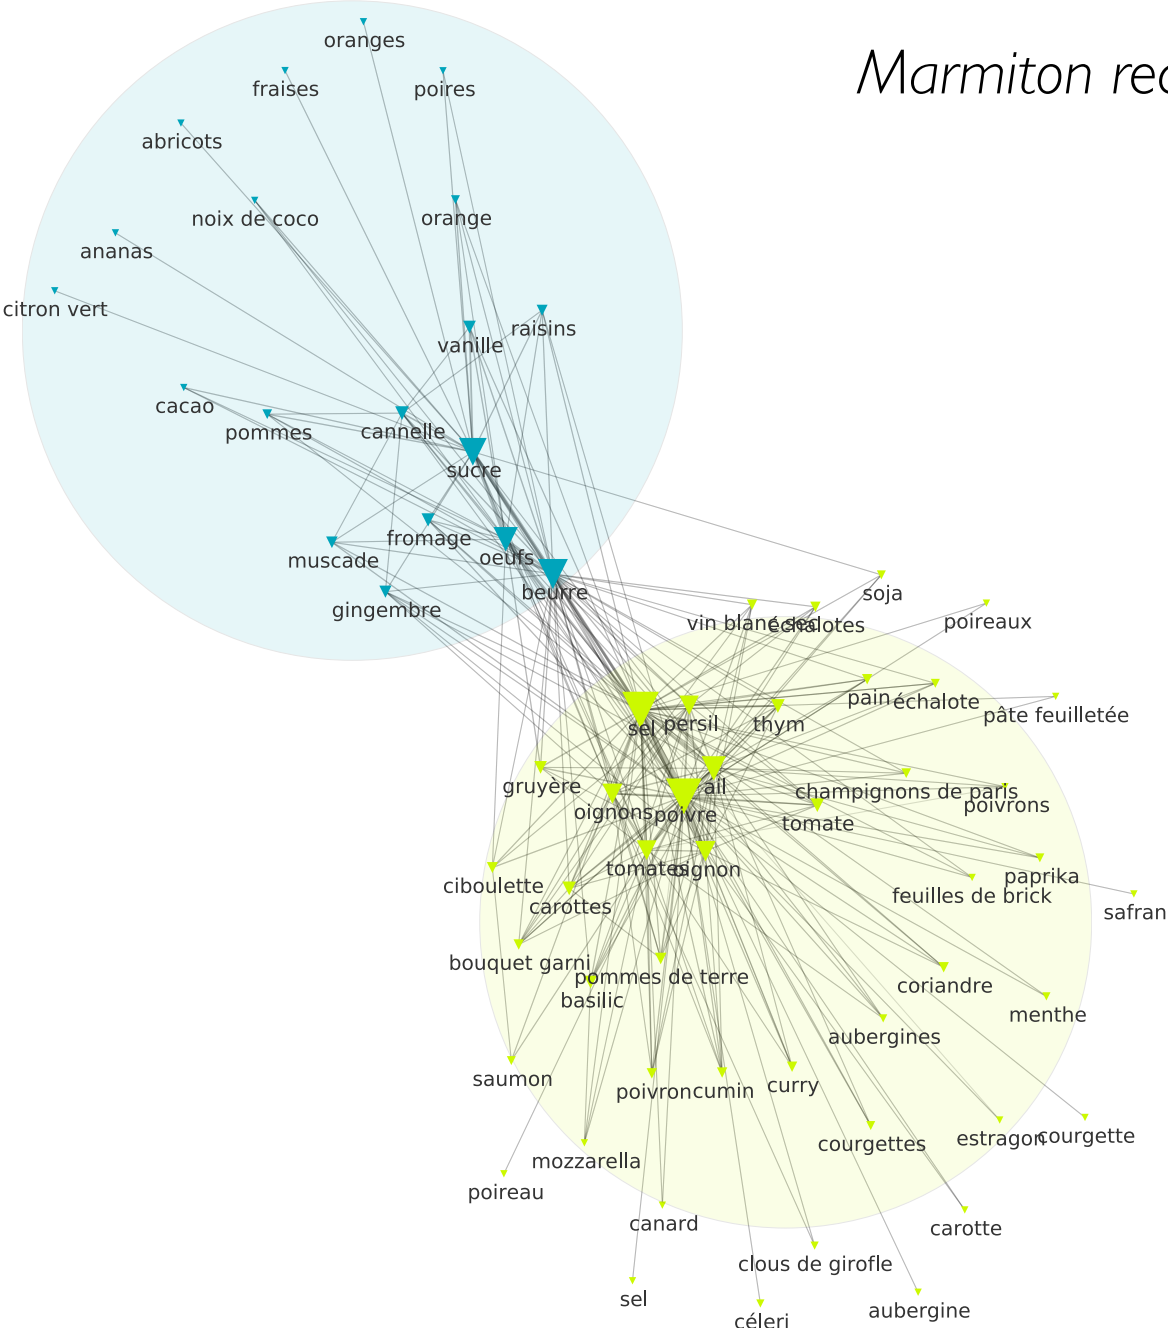 oranges
Marmiton rec
fraises
poires
abricots
noix de coco
orange
ananas
citron vert
raisins
vanille
cacao
pommes
cannelle
sucre
fromage
muscade
oeufs
beurre
gingembre
soja
vin blanc sec
échalotes
poireaux
pain
échalote
pâte feuilletée
sel
persil
thym
gruyère
ail
champignons de paris
poivrons
oignons
poivre
tomate
tomates
oignon
paprika
ciboulette
feuilles de brick
carottes
safran
bouquet garni
pommes de terre
coriandre
basilic
menthe
aubergines
saumon
poivron
cumin
curry
courgettes
estragon
courgette
mozzarella
poireau
canard
carotte
clous de girofle
sel
aubergine
céleri